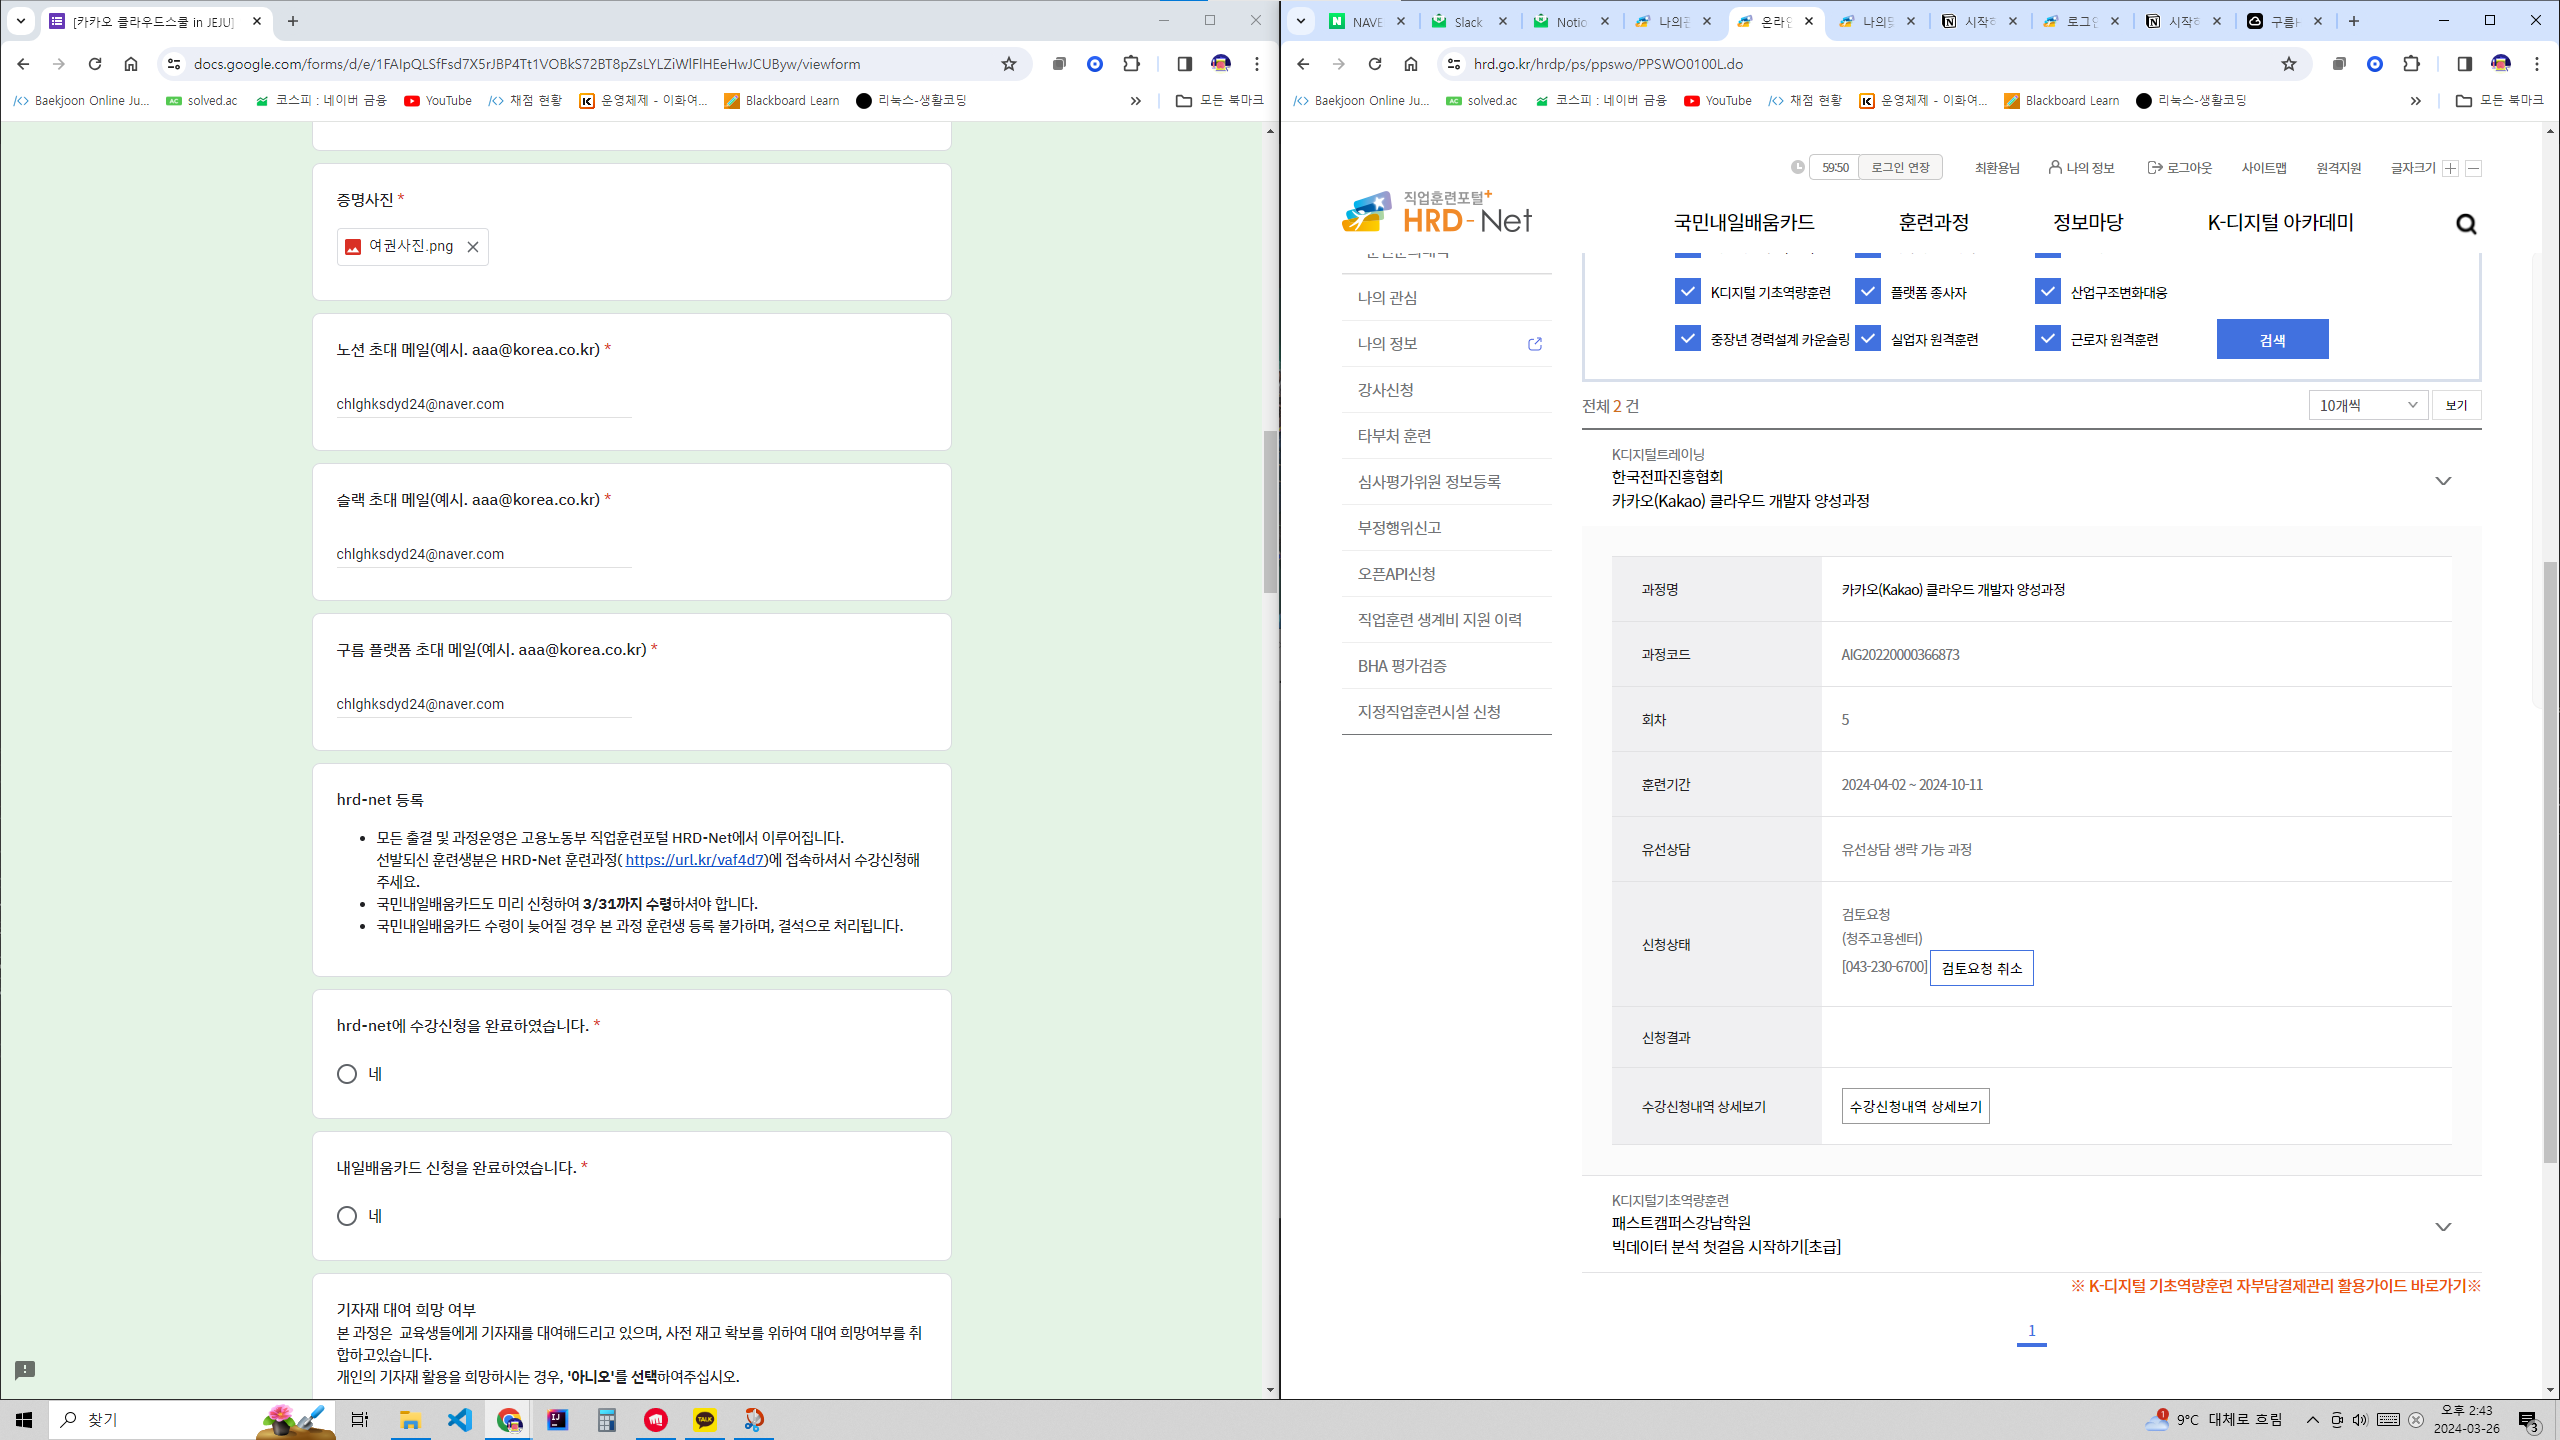 [카카오 클라우드스쿨 in JEJU]
docs.google.com/forms/d/e/1FAIpQLSfFsd7X5rJBP4Tt1VOBkS72BT8pZsLYLZiWlFlHEeHwJCUByw/viewform
Baekjoon Online Ju... solved.ac 코스피 : 네이버 금융 YouTube 채점 현황 운영체제 - 이화여... Blackboard Learn 리눅스-생활코딩 모든 북마크
증명사진 *
여권사진.png
노션 초대 메일(예시. aaa@korea.co.kr) *
chlghksdyd24@naver.com
슬랙 초대 메일(예시. aaa@korea.co.kr) *
chlghksdyd24@naver.com
구름 플랫폼 초대 메일(예시. aaa@korea.co.kr) *
chlghksdyd24@naver.com
hrd-net 등록
• 모든 출결 및 과정운영은 고용노동부 직업훈련포털 HRD-Net에서 이루어집니다.
선발되신 훈련생분은 HRD-Net 훈련과정( https://url.kr/vaf4d7)에 접속하셔서 수강신청해
주세요.
• 국민내일배움카드도 미리 신청하여 3/31까지 수령하셔야 합니다.
• 국민내일배움카드 수령이 늦어질 경우 본 과정 훈련생 등록 불가하며, 결석으로 처리됩니다.
hrd-net에 수강신청을 완료하였습니다. *
네
내일배움카드 신청을 완료하였습니다. *
네
기자재 대여 희망 여부
본 과정은 교육생들에게 기자재를 대여해드리고 있으며, 사전 재고 확보를 위하여 대여 희망여부를 취
합하고있습니다.
개인의 기자재 활용을 희망하시는 경우, '아니오'를 선택하여주십시오.
NAVE Slack Notio 나의훈 온라인 나의맞 시작하 로그인 시작하 구름H
hrd.go.kr/hrdp/ps/ppswo/PPSWO0100L.do
Baekjoon Online Ju... solved.ac 코스피 : 네이버 금융 YouTube 채점 현황 운영체제 - 이화여... Blackboard Learn 리눅스-생활코딩 모든 북마크
59:50 로그인 연장 최환용님 나의 정보 로그아웃 사이트맵 원격지원 글자크기
직업훈련포털+
HRD-Net
국민내일배움카드 훈련과정 정보마당 K-디지털 아카데미
나의 관심
나의 정보
강사신청
타부처 훈련
심사평가위원 정보등록
부정행위신고
오픈API신청
직업훈련 생계비 지원 이력
BHA 평가검증
지정직업훈련시설 신청
K디지털 기초역량훈련 플랫폼 종사자 산업구조변화대응
중장년 경력설계 카운슬링 실업자 원격훈련 근로자 원격훈련 검색
전체 2 건
10개씩 보기
K디지털트레이닝
한국전파진흥협회
카카오(Kakao) 클라우드 개발자 양성과정
과정명 카카오(Kakao) 클라우드 개발자 양성과정
과정코드 AIG20220000366873
회차 5
훈련기간 2024-04-02 ~ 2024-10-11
유선상담 유선상담 생략 가능 과정
신청상태 검토요청
(청주고용센터)
[043-230-6700] 검토요청 취소
신청결과
수강신청내역 상세보기 수강신청내역 상세보기
K디지털기초역량훈련
패스트캠퍼스강남학원
빅데이터 분석 첫걸음 시작하기[초급]
※ K-디지털 기초역량훈련 자부담결제관리 활용가이드 바로가기※
1
찾기
9°C 대체로 흐림
오후 2:43
2024-03-26
3